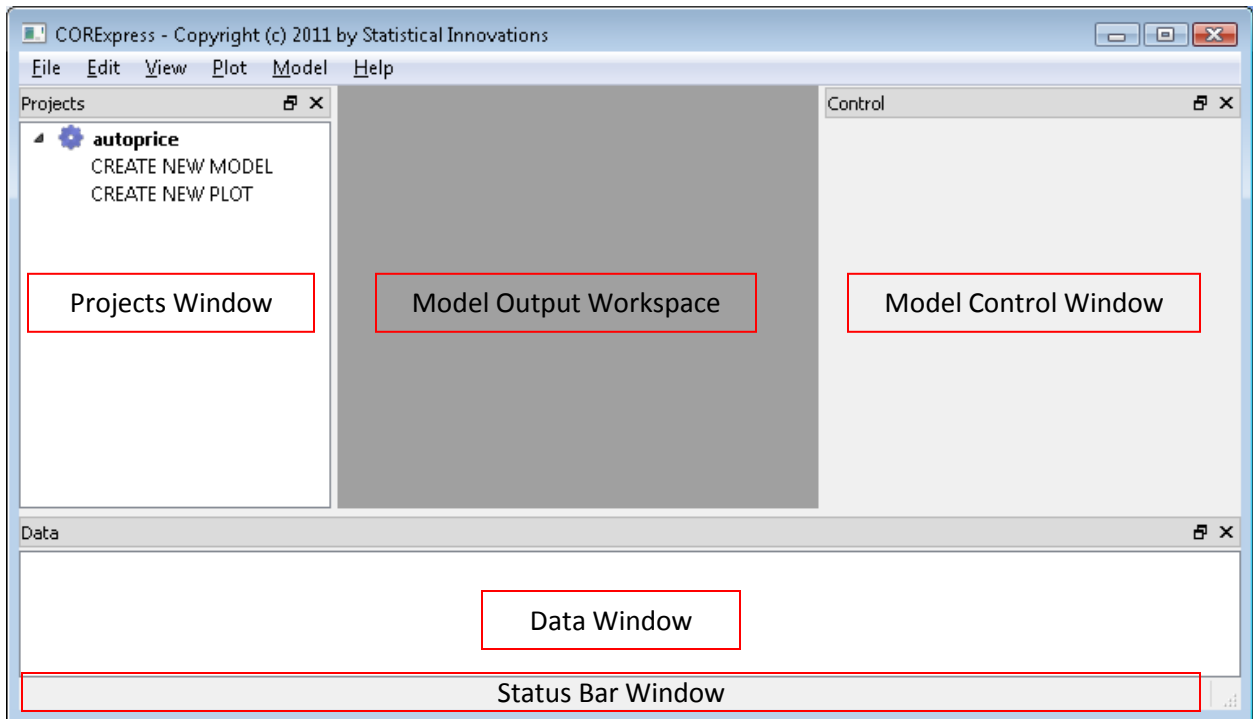 CORExpress - Copyright (c) 2011 by Statistical Innovations
File Edit View Plot Model Help
Projects
Control
autoprice
CREATE NEW MODEL
CREATE NEW PLOT
Projects Window
Model Output Workspace
Model Control Window
Data
Data Window
Status Bar Window